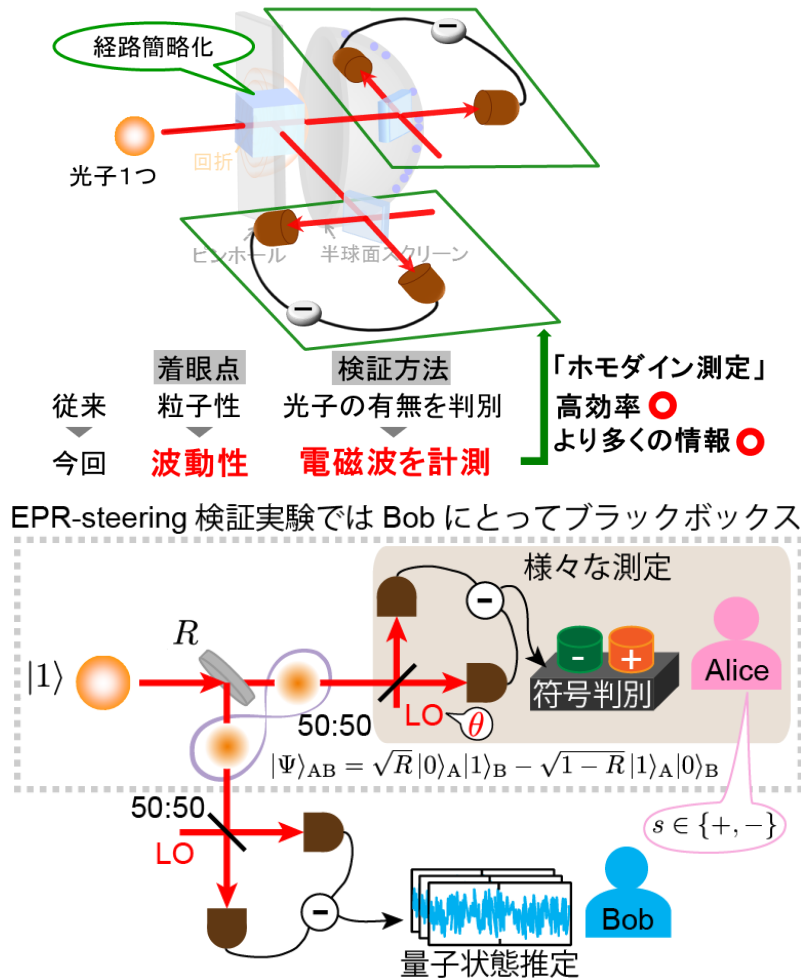 経路簡略化
光子1つ
回折
ピンホール
半球面スクリーン
着眼点
検証方法
従来
粒子性
光子の有無を判別
今回
波動性
電磁波を計測
「ホモダイン測定」
高効率
より多くの情報
EPR-steering 検証実験では Bob にとってブラックボックス
様々な測定
R
|1⟩
50:50
LO
θ
- +
符号判別
Alice
|Ψ⟩AB = √R |0⟩A|1⟩B − √1 − R |1⟩A|0⟩B
s ∈ {+, −}
50:50
LO
量子状態推定
Bob